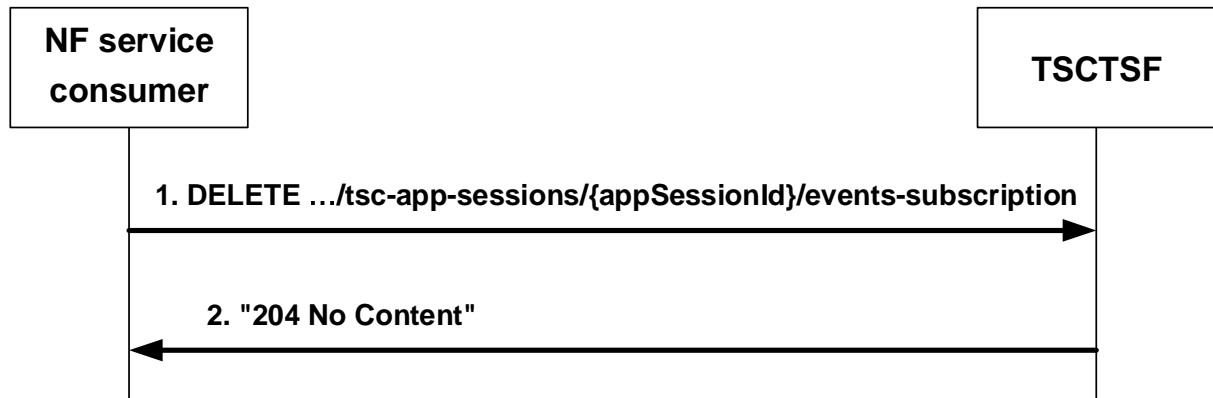 NF service
consumer
TSCTSF
1. DELETE …/tsc-app-sessions/{appSessionId}/events-subscription
2. "204 No Content"